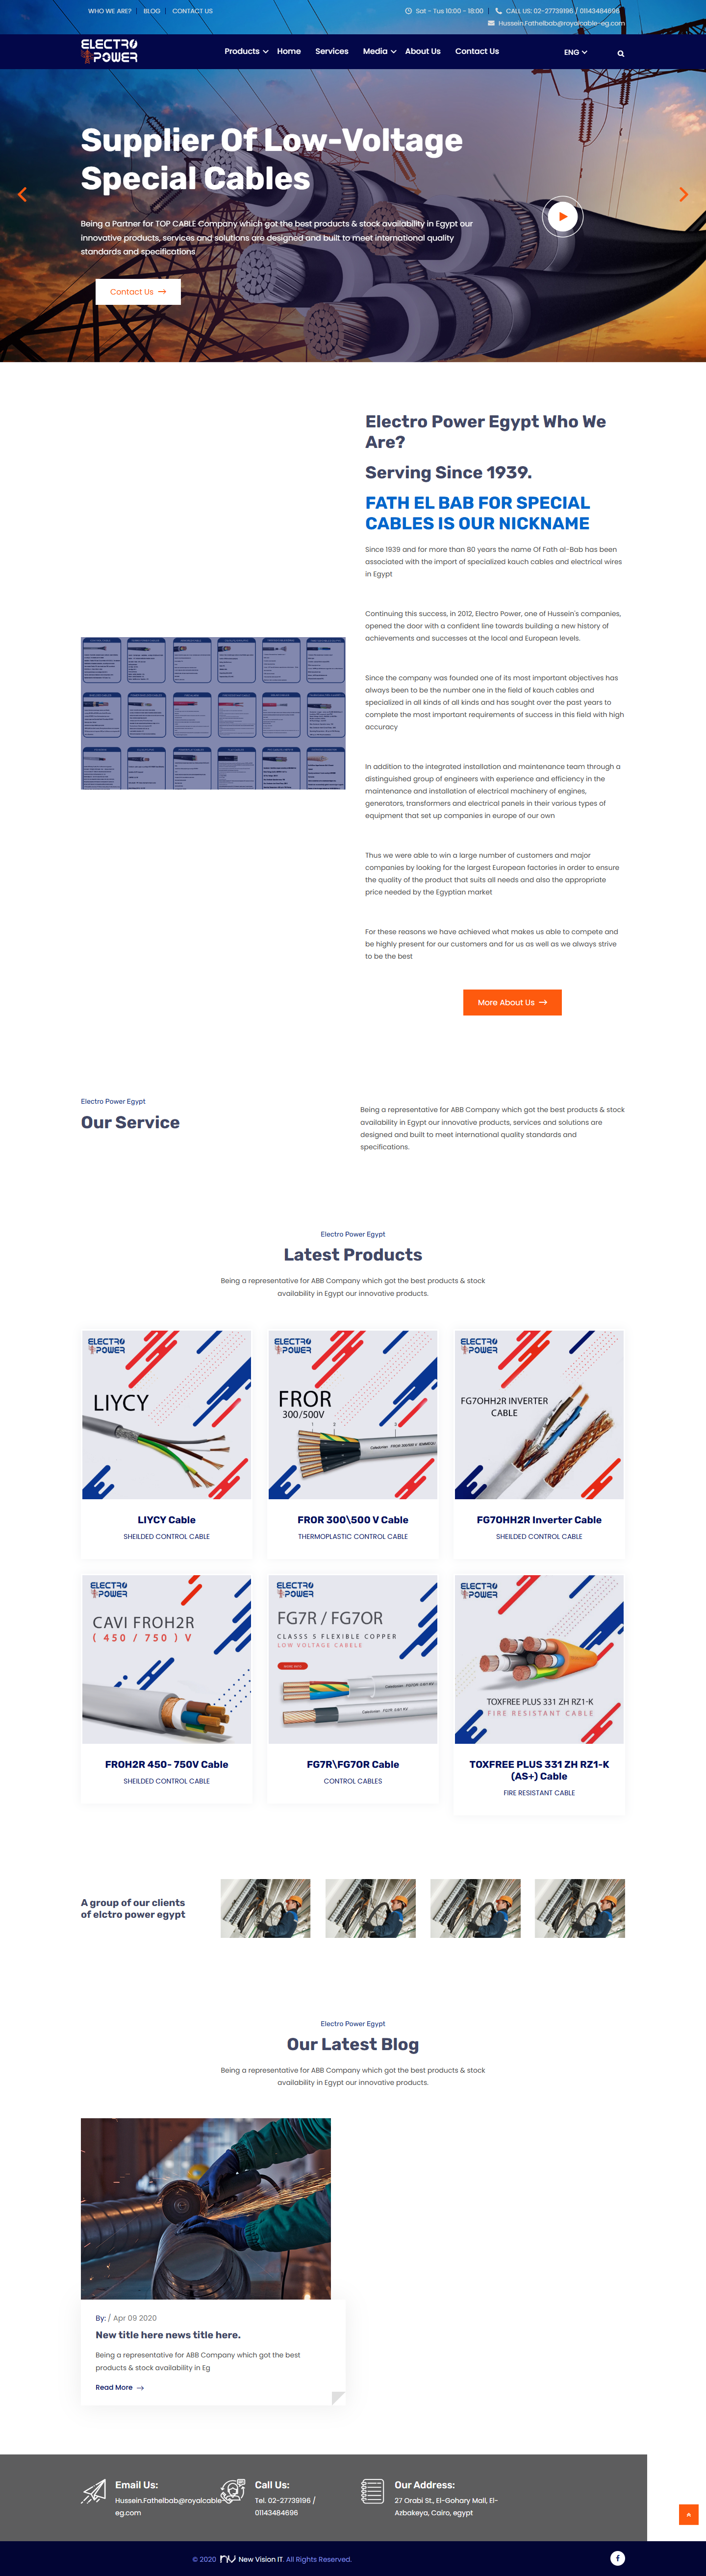 WHO WE ARE?
BLOG
CONTACT US
Sat - Tus 10:00 - 18:00
CALL US: 02-27739196 / 01143484696
Hussein.Fathelbab@royalcable-eg.com
ELECTRO
POWER
Products
Home
Services
Media
About Us
Contact Us
ENG
Supplier Of Low-Voltage
Special Cables
Being a Partner for TOP CABLE Company which got the best products & stock availability in Egypt our
innovative products, services and solutions are designed and built to meet international quality
standards and specifications
Contact Us
Electro Power Egypt Who We
Are?
Serving Since 1939.
FATH EL BAB FOR SPECIAL
CABLES IS OUR NICKNAME
Since 1939 and for more than 80 years the name Of Fath al-Bab has been
associated with the import of specialized kauch cables and electrical wires
in Egypt
Continuing this success, in 2012, Electro Power, one of Hussein's companies,
opened the door with a confident line towards building a new history of
achievements and successes at the local and European levels.
Since the company was founded one of its most important objectives has
always been to be the number one in the field of kauch cables and
specialized in all kinds of all kinds and has sought over the past years to
complete the most important requirements of success in this field with high
accuracy
In addition to the integrated installation and maintenance team through a
distinguished group of engineers with experience and efficiency in the
maintenance and installation of electrical machinery of engines,
generators, transformers and electrical panels in their various types of
equipment that set up companies in europe of our own
Thus we were able to win a large number of customers and major
companies by looking for the largest European factories in order to ensure
the quality of the product that suits all needs and also the appropriate
price needed by the Egyptian market
For these reasons we have achieved what makes us able to compete and
be highly present for our customers and for us as well as we always strive
to be the best
More About Us
Electro Power Egypt
Our Service
Being a representative for ABB Company which got the best products & stock
availability in Egypt our innovative products, services and solutions are
designed and built to meet international quality standards and
specifications.
Electro Power Egypt
Latest Products
Being a representative for ABB Company which got the best products & stock
availability in Egypt our innovative products.
ELECTRO
POWER
LIYCY
LIYCY Cable
SHEILDED CONTROL CABLE
ELECTRO
POWER
FROR
300/500V
1 2 3
FROR 300\500 V Cable
THERMOPLASTIC CONTROL CABLE
ELECTRO
POWER
FG7OHH2R INVERTER
CABLE
FG7OHH2R Inverter Cable
SHEILDED CONTROL CABLE
ELECTRO
POWER
CAVI FROH2R
( 450 / 750 ) V
FROH2R 450- 750V Cable
SHEILDED CONTROL CABLE
ELECTRO
POWER
FG7R / FG7OR
CLASSS 5 FLEXIBLE COPPER
LOW VOLTAGE CABELE
MORE INFO
FG7R\FG7OR Cable
CONTROL CABLES
ELECTRO
POWER
TOXFREE PLUS 331 ZH RZ1-K
FIRE RESISTANT CABLE
TOXFREE PLUS 331 ZH RZ1-K
(AS+) Cable
FIRE RESISTANT CABLE
A group of our clients
of elctro power egypt
Electro Power Egypt
Our Latest Blog
Being a representative for ABB Company which got the best products & stock
availability in Egypt our innovative products.
By: / Apr 09 2020
New title here news title here.
Being a representative for ABB Company which got the best
products & stock availability in Eg
Read More
Email Us:
Hussein.Fathelbab@royalcable-
eg.com
Call Us:
Tel. 02-27739196 /
01143484696
Our Address:
27 Orabi St., El-Gohary Mall, El-
Azbakeya, Cairo, egypt
© 2020 NV New Vision IT. All Rights Reserved.